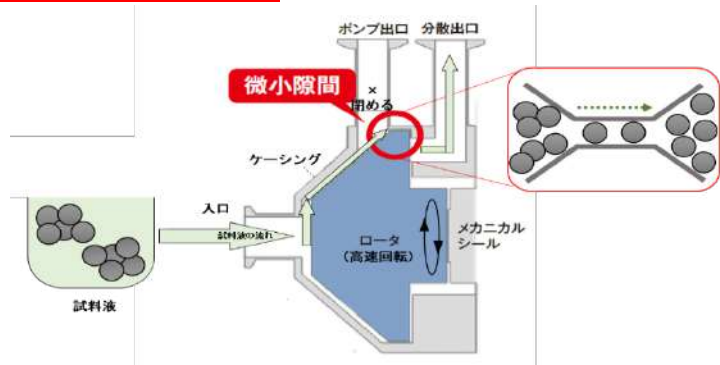 ポンプ出口 分散出口
微小隙間
×
閉める
ケーシング
入口
試料液の流れ
ロータ
(高速回転)
メカニカル
シール
試料液